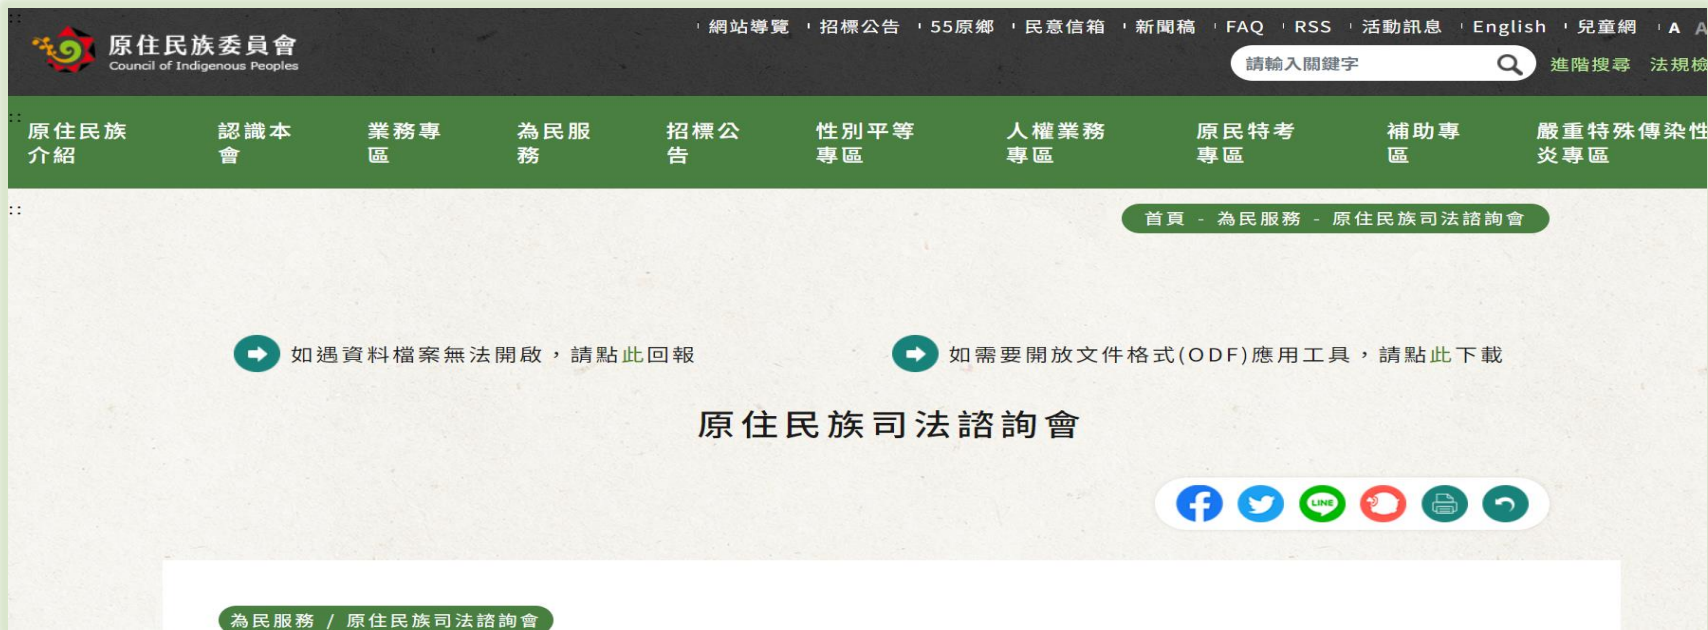 網站導覽 招標公告 55原鄉 民意信箱 新聞稿 FAQ RSS 活動訊息 English 兒童網 A A
原住民族委員會
Council of Indigenous Peoples
請輸入關鍵字 進階搜尋 法規檢
原住民族介紹
認識本會
業務專區
為民服務
招標公告
性別平等專區
人權業務專區
原民特考專區
補助專區
嚴重特殊傳染性
炎專區
首頁 - 為民服務 - 原住民族司法諮詢會
如遇資料檔案無法開啟，請點此回報
如需要開放文件格式(ODF)應用工具，請點此下載
原住民族司法諮詢會
LINE
為民服務 / 原住民族司法諮詢會